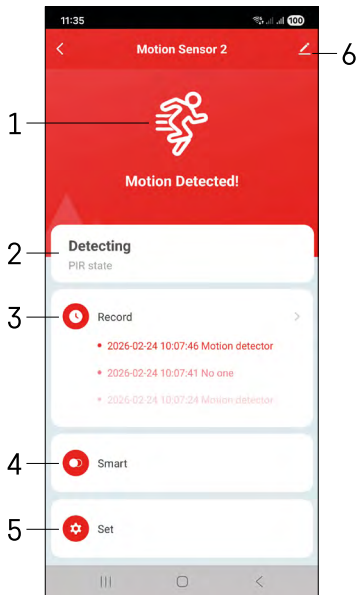 11:35
100
Motion Sensor 2
6
1
Motion Detected!
2
Detecting
PIR state
3
Record
2026-02-24 10:07:46 Motion detector
2026-02-24 10:07:41 No one
2026-02-24 10:07:24 Motion detector
4
Smart
5
Set